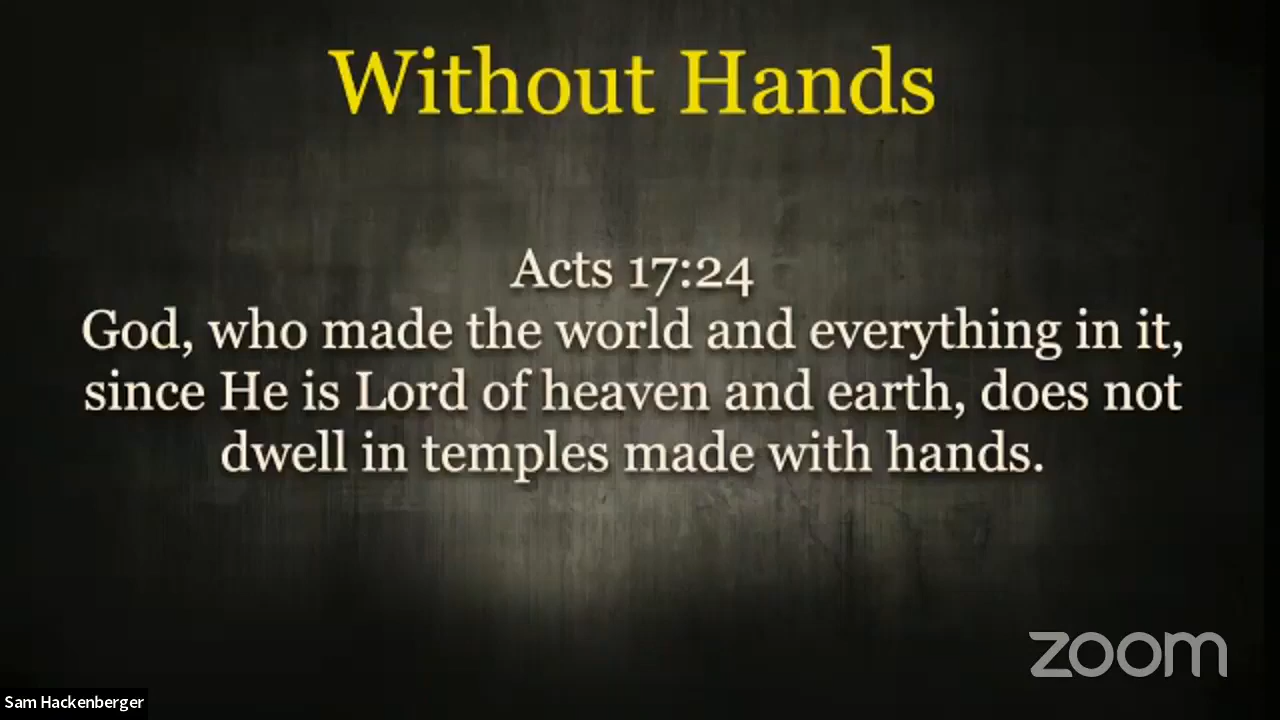 Without Hands
Acts 17:24
God, who made the world and everything in it,
since He is Lord of heaven and earth, does not
dwell in temples made with hands.
zoom
Sam Hackenberger